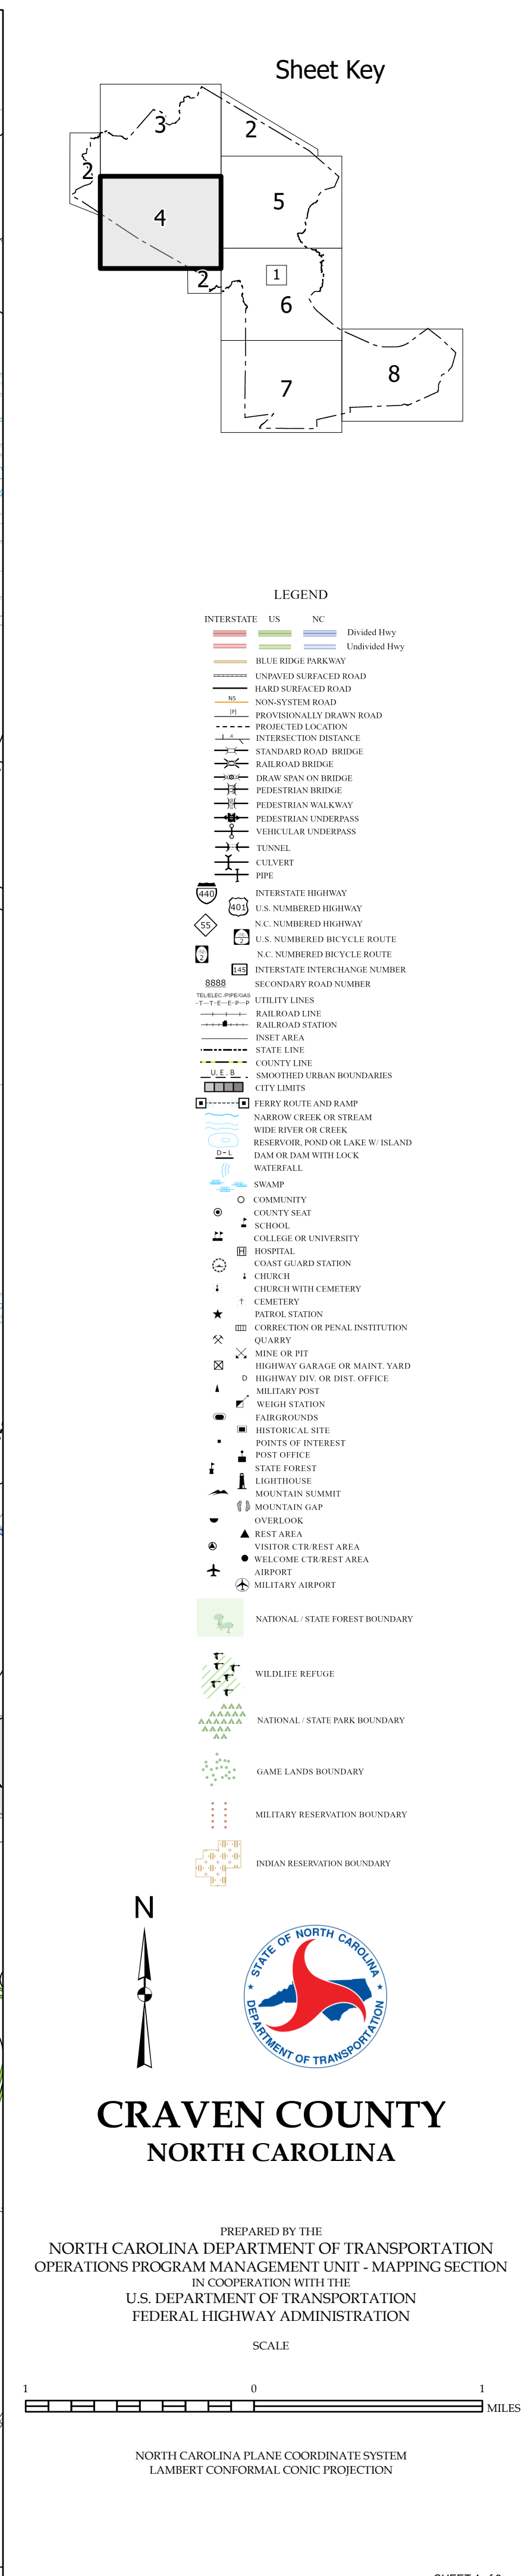 Sheet Key
3
2
2
5
4
1
2
6
8
7
LEGEND
INTERSTATE US NC
Divided Hwy
Undivided Hwy
BLUE RIDGE PARKWAY
UNPAVED SURFACED ROAD
HARD SURFACED ROAD
NS NON-SYSTEM ROAD
(P) PROVISIONALLY DRAWN ROAD
PROJECTED LOCATION
.4 INTERSECTION DISTANCE
STANDARD ROAD BRIDGE
RAILROAD BRIDGE
DRAW SPAN ON BRIDGE
PEDESTRIAN BRIDGE
PEDESTRIAN WALKWAY
PEDESTRIAN UNDERPASS
VEHICULAR UNDERPASS
TUNNEL
CULVERT
PIPE
440 INTERSTATE HIGHWAY
401 U.S. NUMBERED HIGHWAY
55 N.C. NUMBERED HIGHWAY
2 U.S. NUMBERED BICYCLE ROUTE
2 N.C. NUMBERED BICYCLE ROUTE
145 INTERSTATE INTERCHANGE NUMBER
8888 SECONDARY ROAD NUMBER
TEL/ELEC./PIPE/GAS
-T--T--E--E-P--P UTILITY LINES
RAILROAD LINE
RAILROAD STATION
INSET AREA
STATE LINE
COUNTY LINE
U.E.B SMOOTHED URBAN BOUNDARIES
CITY LIMITS
FERRY ROUTE AND RAMP
NARROW CREEK OR STREAM
WIDE RIVER OR CREEK
RESERVOIR, POND OR LAKE W/ ISLAND
D-L DAM OR DAM WITH LOCK
WATERFALL
SWAMP
COMMUNITY
COUNTY SEAT
SCHOOL
COLLEGE OR UNIVERSITY
H HOSPITAL
COAST GUARD STATION
CHURCH
CHURCH WITH CEMETERY
CEMETERY
PATROL STATION
CORRECTION OR PENAL INSTITUTION
QUARRY
MINE OR PIT
HIGHWAY GARAGE OR MAINT. YARD
D HIGHWAY DIV. OR DIST. OFFICE
MILITARY POST
WEIGH STATION
FAIRGROUNDS
HISTORICAL SITE
POINTS OF INTEREST
POST OFFICE
STATE FOREST
LIGHTHOUSE
MOUNTAIN SUMMIT
MOUNTAIN GAP
OVERLOOK
REST AREA
VISITOR CTR/REST AREA
WELCOME CTR/REST AREA
AIRPORT
MILITARY AIRPORT
NATIONAL / STATE FOREST BOUNDARY
WILDLIFE REFUGE
NATIONAL / STATE PARK BOUNDARY
GAME LANDS BOUNDARY
MILITARY RESERVATION BOUNDARY
INDIAN RESERVATION BOUNDARY
N
STATE OF NORTH CAROLINA
DEPARTMENT OF TRANSPORTATION
CRAVEN COUNTY
NORTH CAROLINA
PREPARED BY THE
NORTH CAROLINA DEPARTMENT OF TRANSPORTATION
OPERATIONS PROGRAM MANAGEMENT UNIT - MAPPING SECTION
IN COOPERATION WITH THE
U.S. DEPARTMENT OF TRANSPORTATION
FEDERAL HIGHWAY ADMINISTRATION
SCALE
1 0 1
MILES
NORTH CAROLINA PLANE COORDINATE SYSTEM
LAMBERT CONFORMAL CONIC PROJECTION